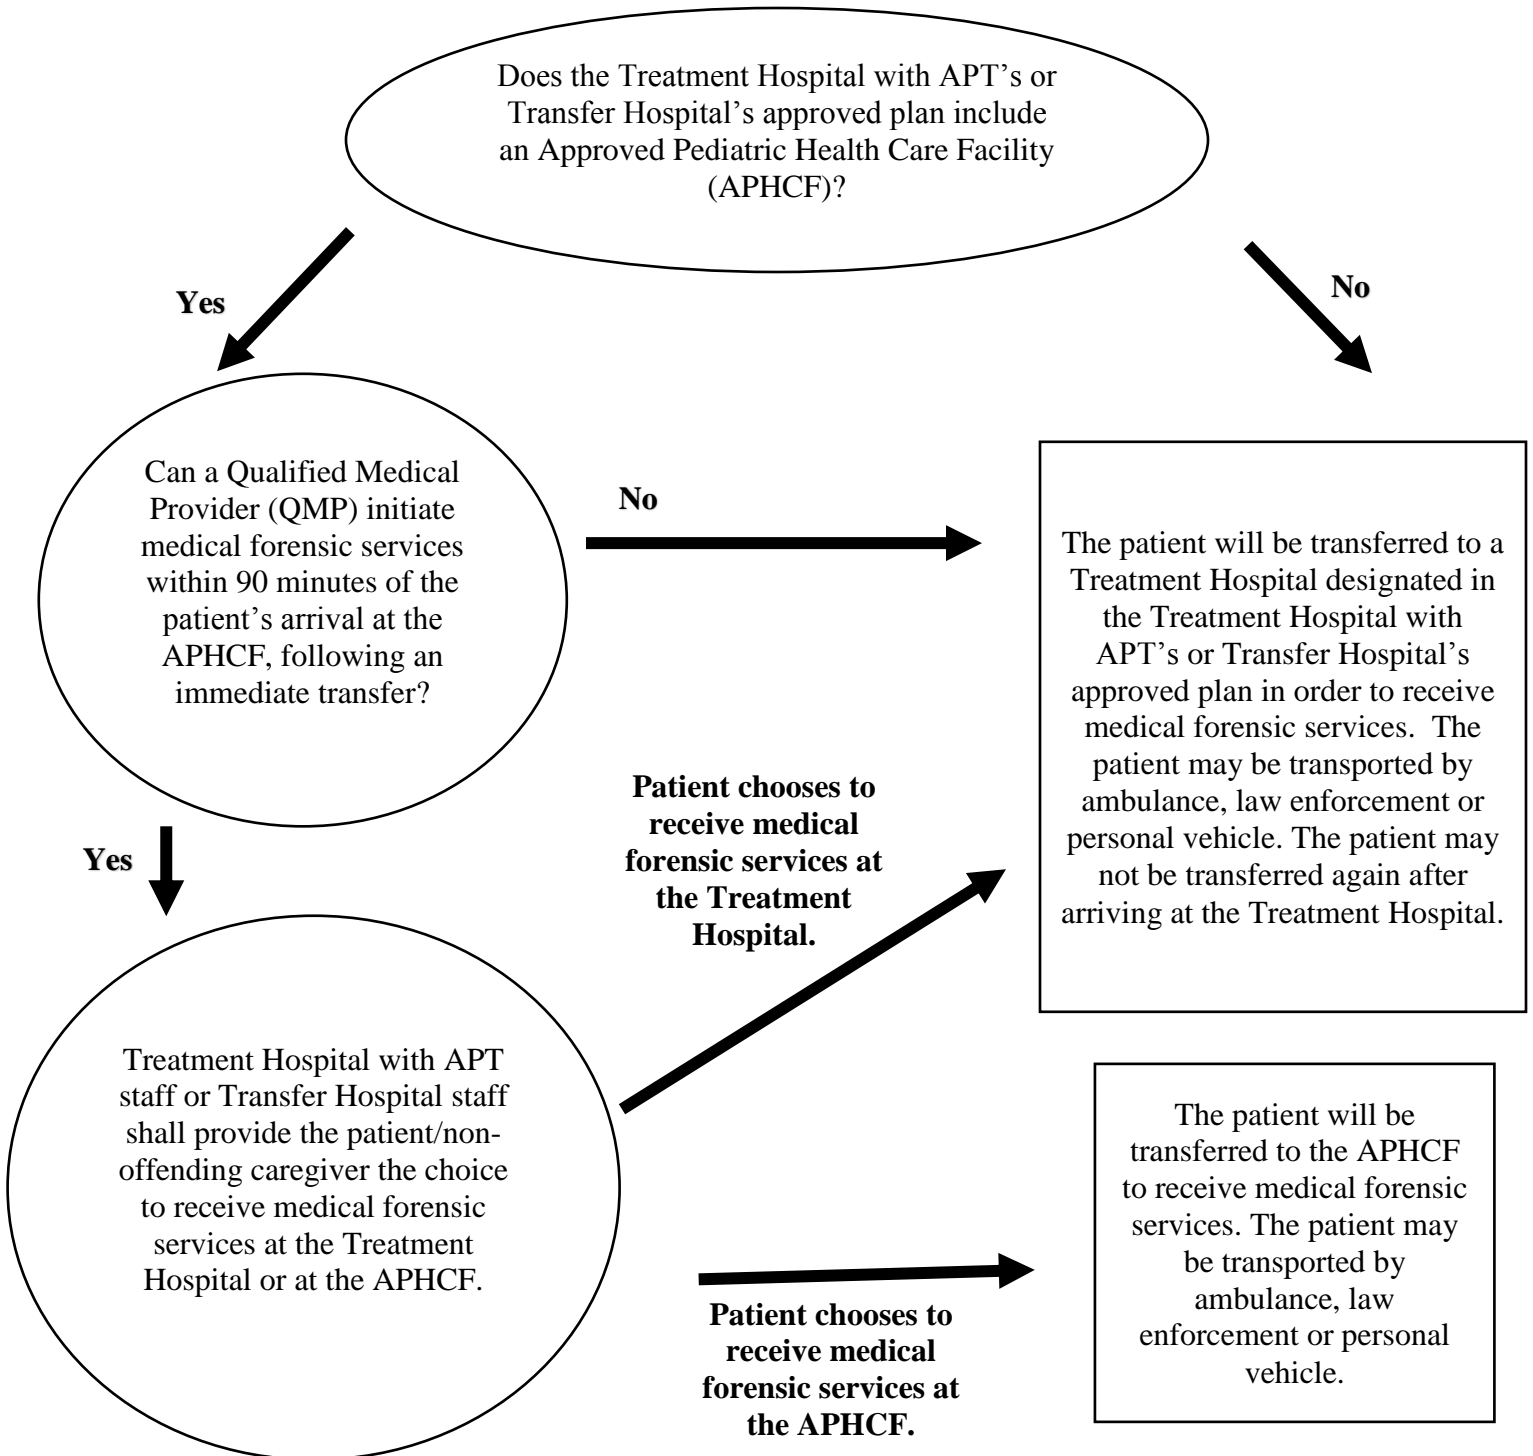 Does the Treatment Hospital with APT’s or
Transfer Hospital’s approved plan include
an Approved Pediatric Health Care Facility
(APHCF)?
Yes
No
Can a Qualified Medical
Provider (QMP) initiate
medical forensic services
within 90 minutes of the
patient’s arrival at the
APHCF, following an
immediate transfer?
No
The patient will be transferred to a
Treatment Hospital designated in
the Treatment Hospital with
APT’s or Transfer Hospital’s
approved plan in order to receive
medical forensic services.  The
patient may be transported by
ambulance, law enforcement or
personal vehicle. The patient may
not be transferred again after
arriving at the Treatment Hospital.
Patient chooses to
receive medical
forensic services at
the Treatment
Hospital.
Yes
Treatment Hospital with APT
staff or Transfer Hospital staff
shall provide the patient/non-
offending caregiver the choice
to receive medical forensic
services at the Treatment
Hospital or at the APHCF.
The patient will be
transferred to the APHCF
to receive medical forensic
services. The patient may
be transported by
ambulance, law
enforcement or personal
vehicle.
Patient chooses to
receive medical
forensic services at
the APHCF.